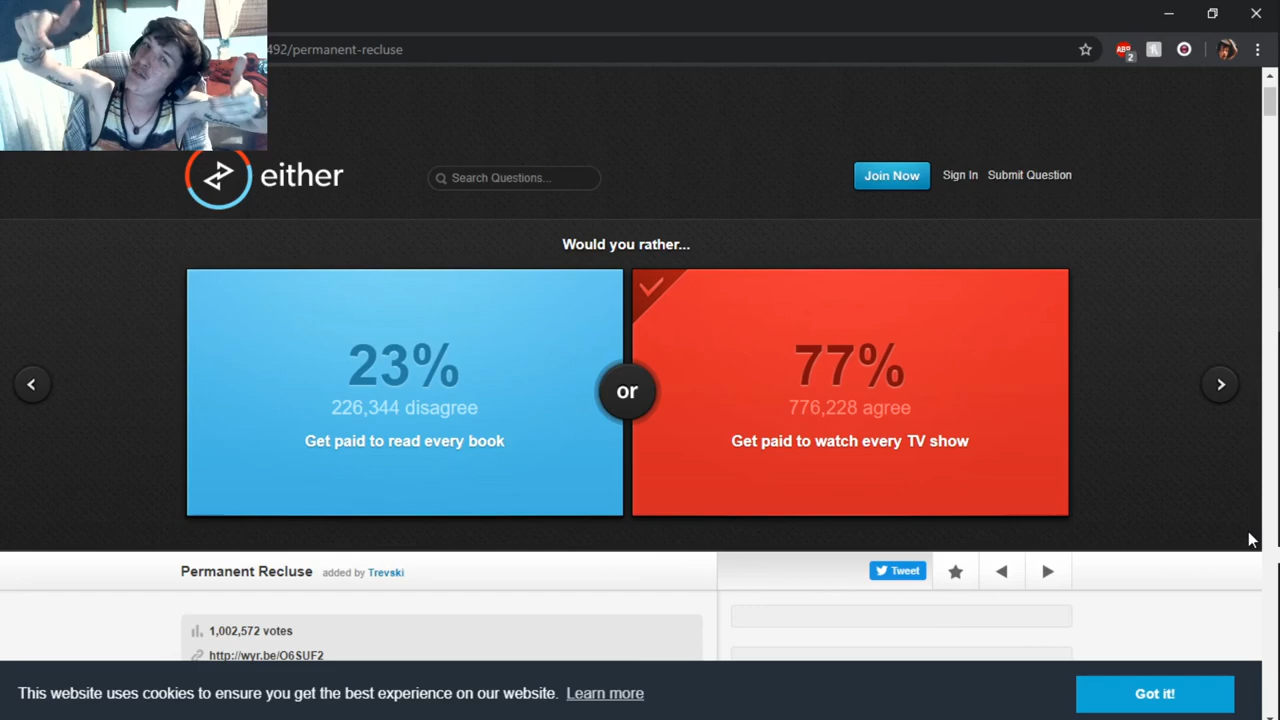 492/permanent-recluse
ABP
2
either
Search Questions...
Join Now
Sign In
Submit Question
Would you rather...
23%
226,344 disagree
Get paid to read every book
or
77%
776,228 agree
Get paid to watch every TV show
Permanent Recluse added by Trevski
Tweet
1,002,572 votes
http://wyr.be/O6SUF2
This website uses cookies to ensure you get the best experience on our website. Learn more
Got it!